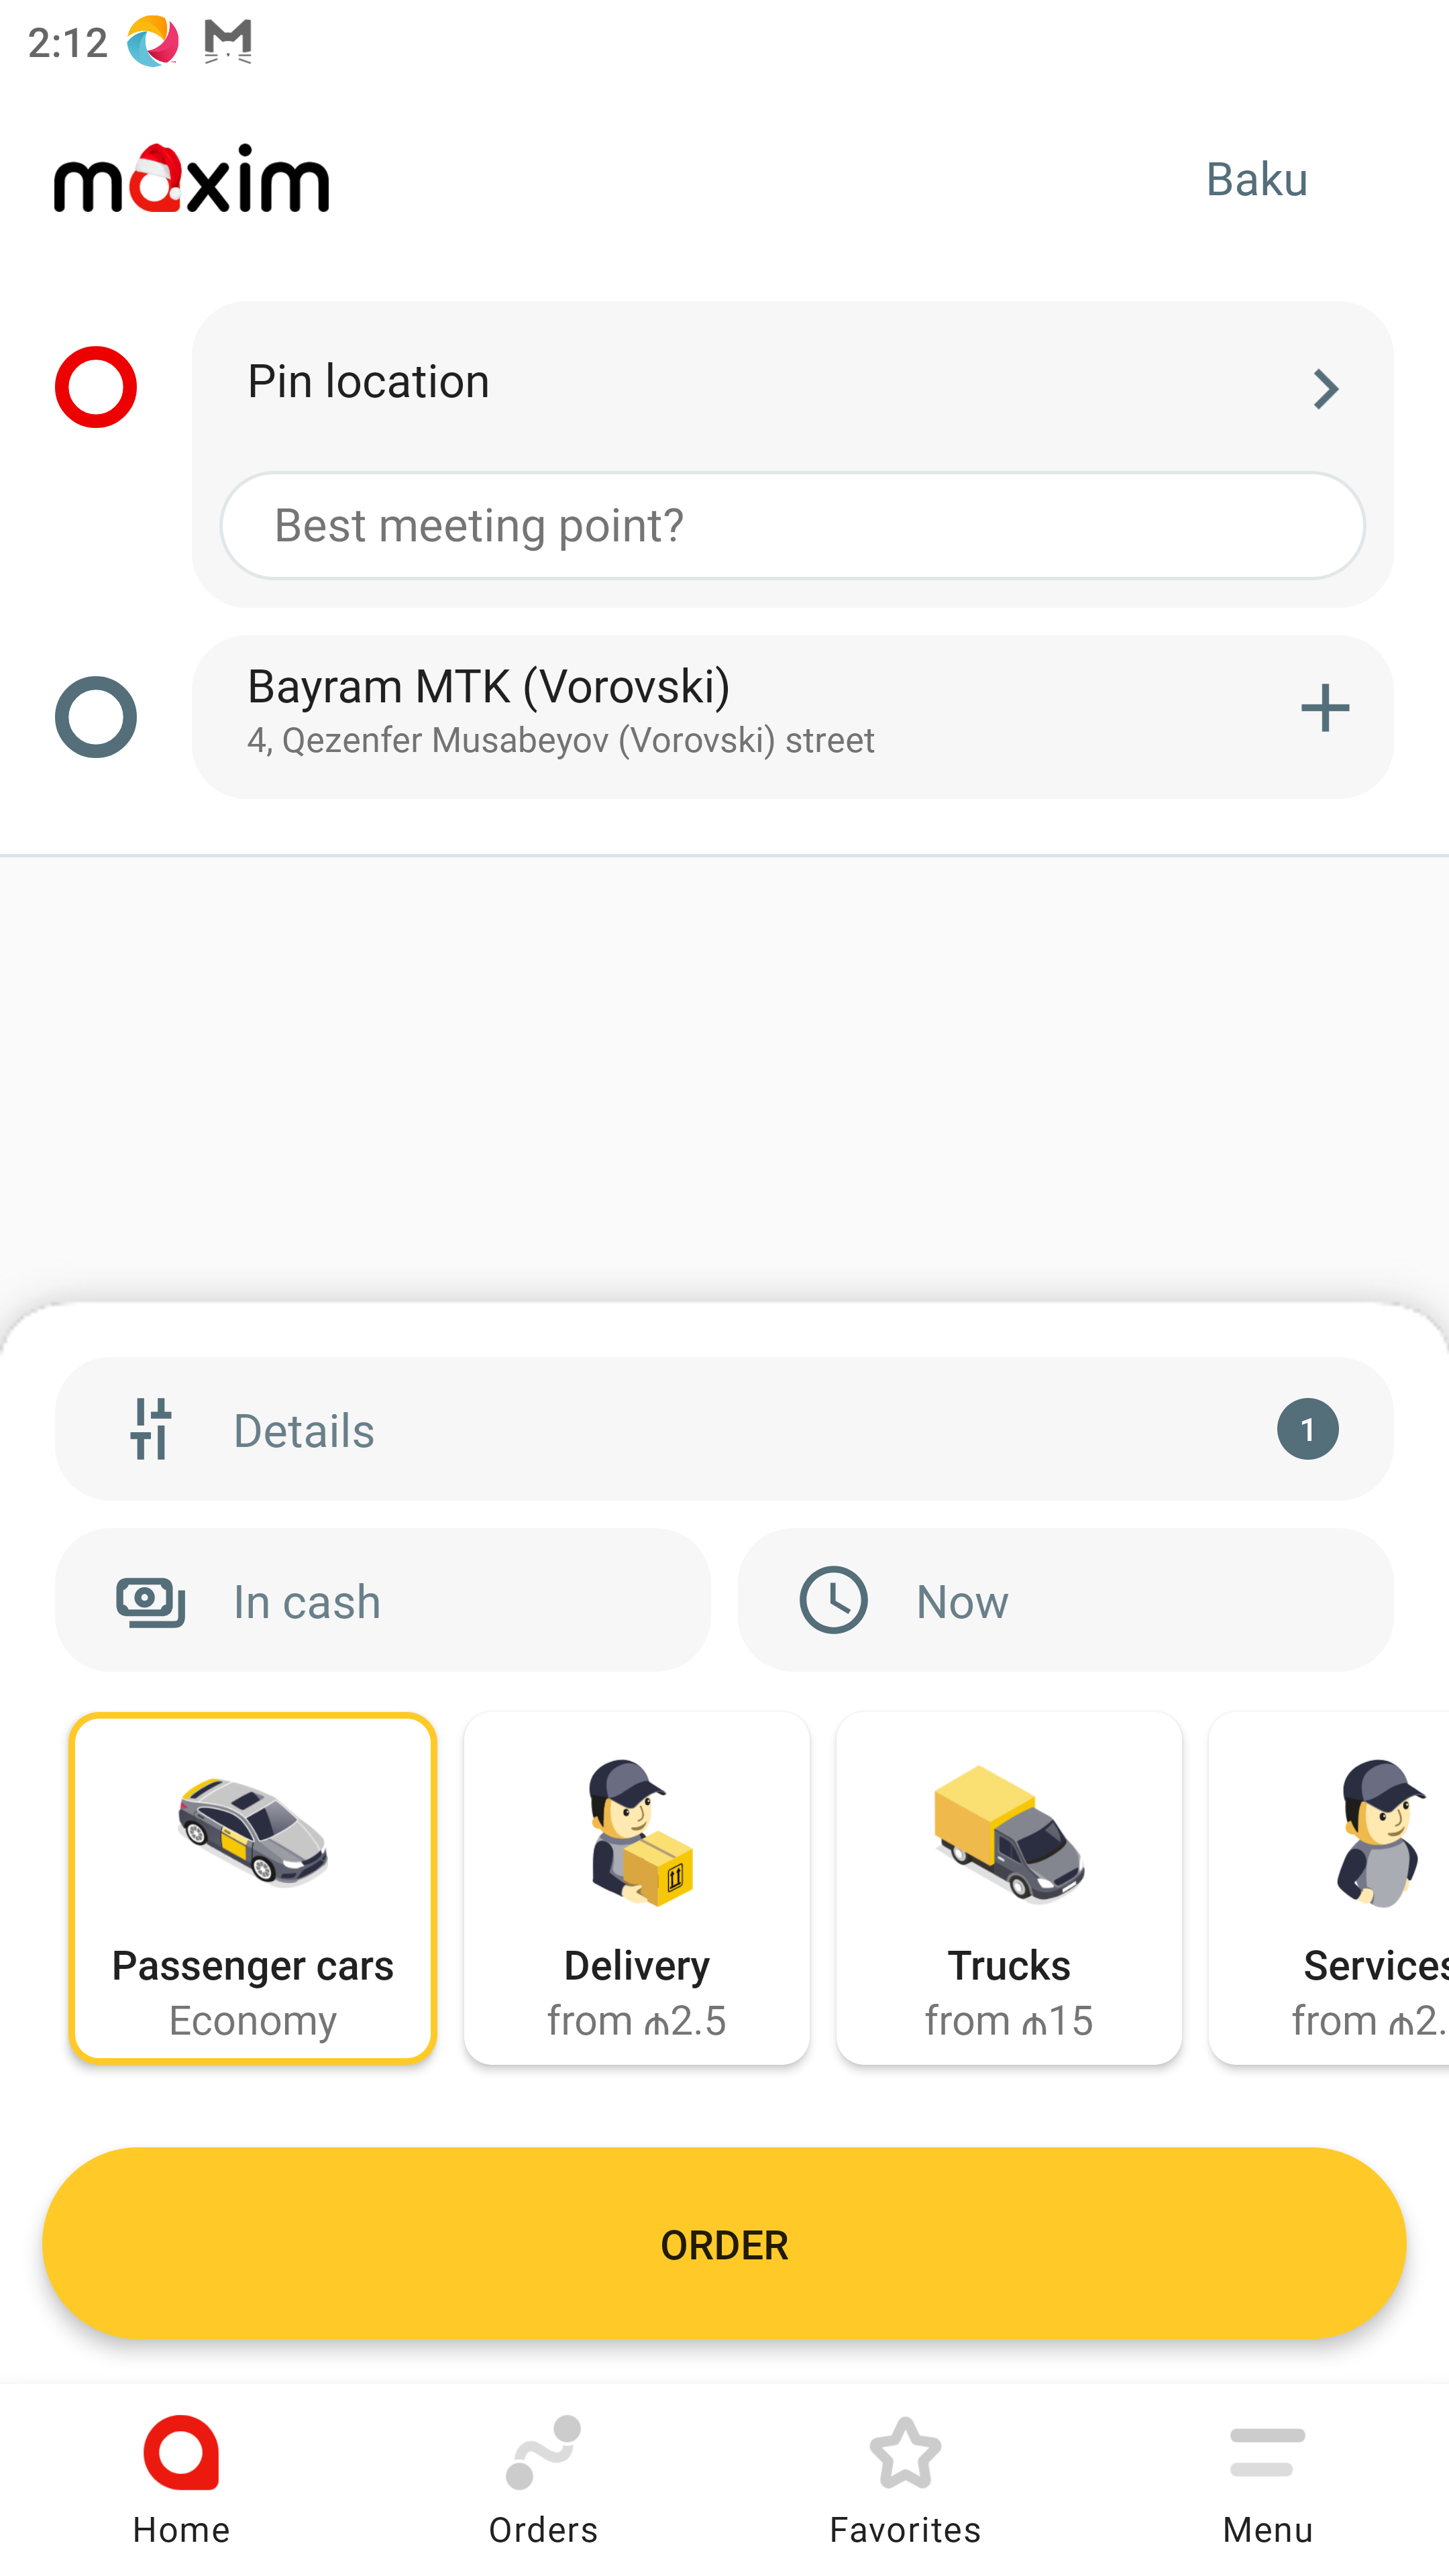 2:12
maxim
Baku
Pin location
Best meeting point?
Bayram MTK (Vorovski)
4, Qezenfer Musabeyov (Vorovski) street
Details
1
In cash
Now
Passenger cars
Economy
Delivery
from ₼2.5
Trucks
from ₼15
Services
from ₼2.
ORDER
Home
Orders
Favorites
Menu